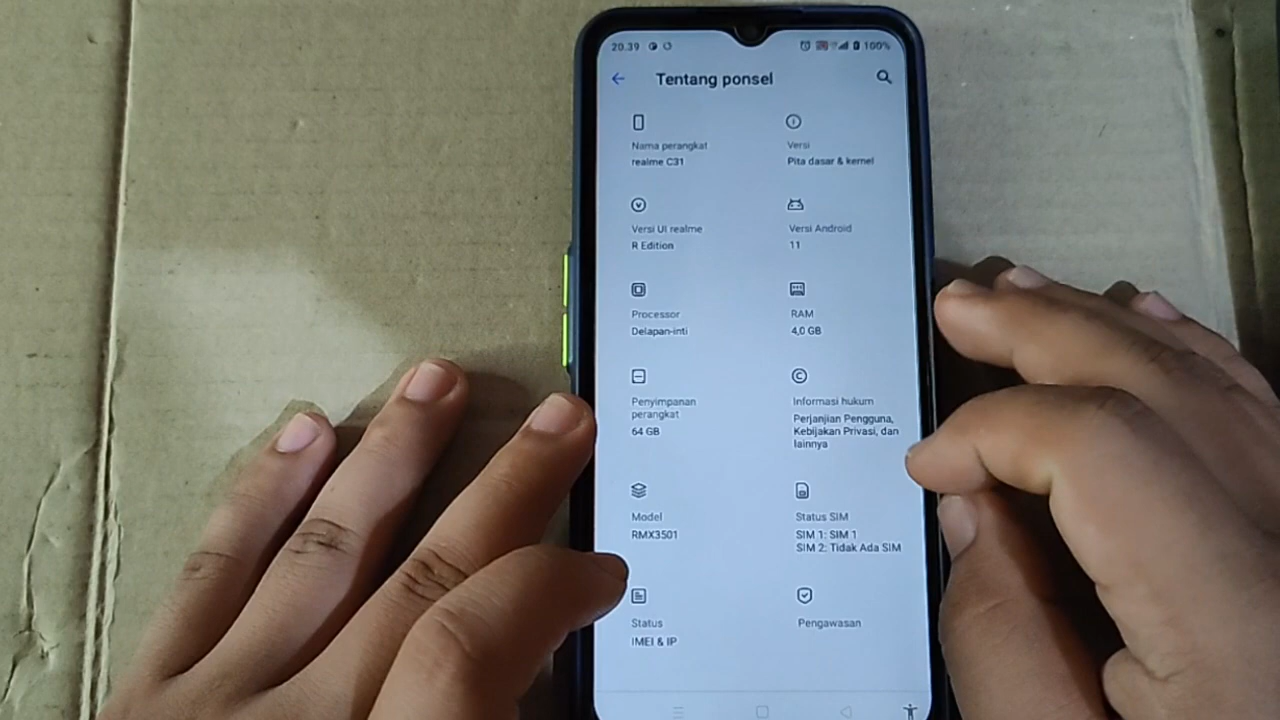 20.39
100%
Tentang ponsel
Nama perangkat
realme C31
Versi
Pita dasar & kernel
Versi UI realme
R Edition
Versi Android
11
Processor
Delapan-inti
RAM
4,0 GB
Penyimpanan
perangkat
64 GB
Informasi hukum
Perjanjian Pengguna,
Kebijakan Privasi, dan
lainnya
Model
RMX3501
Status SIM
SIM 1: SIM 1
SIM 2: Tidak Ada SIM
Status
IMEI & IP
Pengawasan